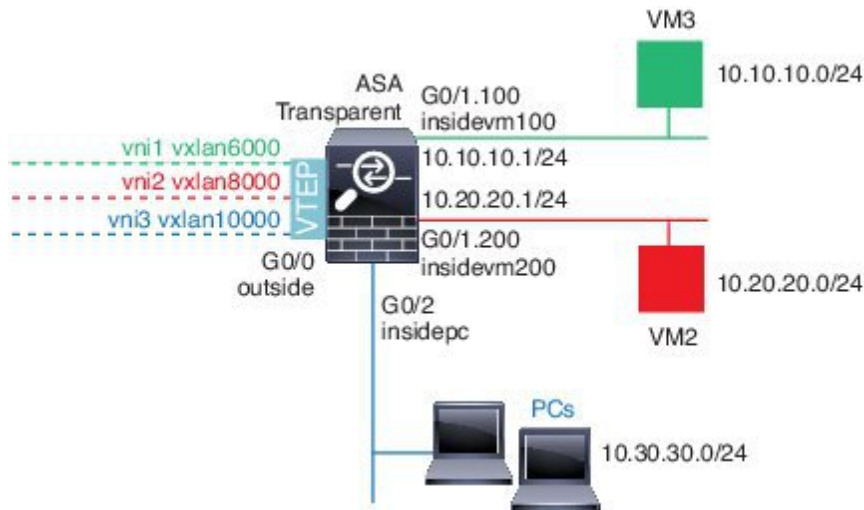 VM3
10.10.10.0/24
ASA
Transparent
G0/1.100
insidevm100
vni1 vxlan6000
10.10.10.1/24
vni2 vxlan8000
VTEP
10.20.20.1/24
vni3 vxlan10000
G0/1.200
insidevm200
G0/0
outside
10.20.20.0/24
VM2
G0/2
insidepc
PCs
10.30.30.0/24